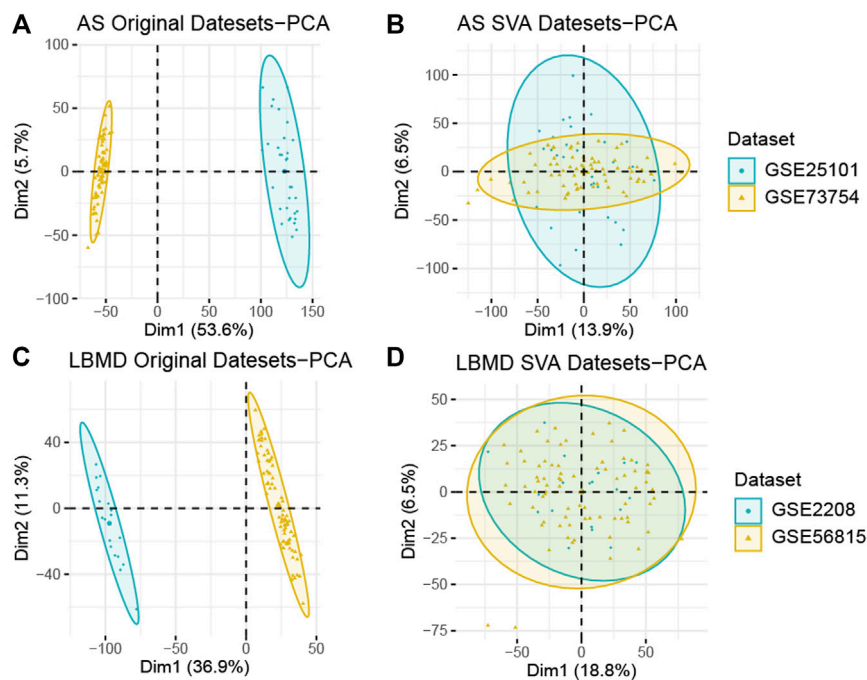 A
AS Original Datesets−PCA
100
50
0
−50
−100
Dim2 (5.7%)
−50
0
50
100
150
Dim1 (53.6%)
B
AS SVA Datesets−PCA
100
50
0
−50
−100
Dim2 (6.5%)
−100
−50
0
50
100
Dim1 (13.9%)
Dataset
GSE25101
GSE73754
C
LBMD Original Datesets−PCA
40
0
−40
Dim2 (11.3%)
−100
−50
0
50
Dim1 (36.9%)
D
LBMD SVA Datesets−PCA
50
25
0
−25
−50
−75
Dim2 (6.5%)
−50
0
50
Dim1 (18.8%)
Dataset
GSE2208
GSE56815